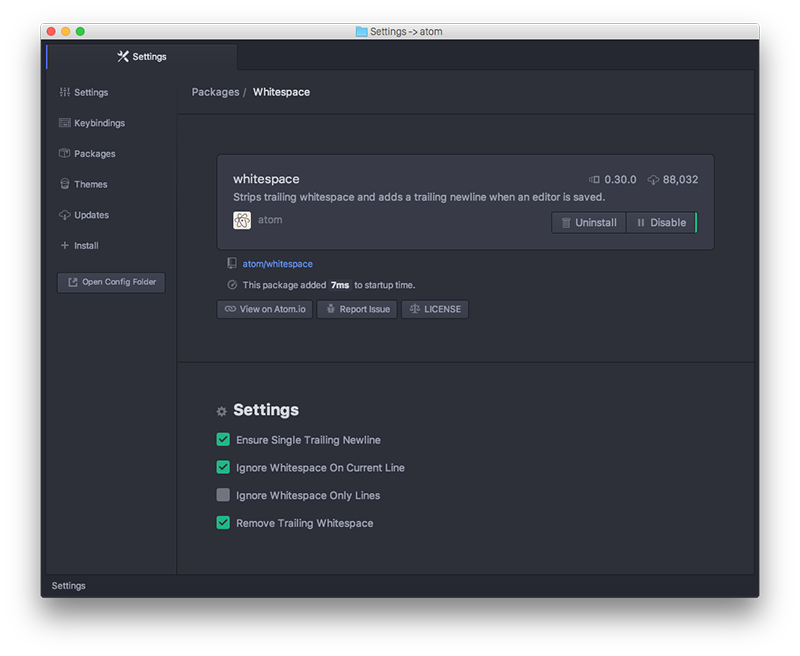 Settings -> atom
Settings
Settings
Keybindings
Packages
Themes
Updates
Install
Open Config Folder
Packages / Whitespace
whitespace 0.30.0 88,032
Strips trailing whitespace and adds a trailing newline when an editor is saved.
atom Uninstall Disable
atom/whitespace
This package added 7ms to startup time.
View on Atom.io Report Issue LICENSE
Settings
Ensure Single Trailing Newline
Ignore Whitespace On Current Line
Ignore Whitespace Only Lines
Remove Trailing Whitespace
Settings